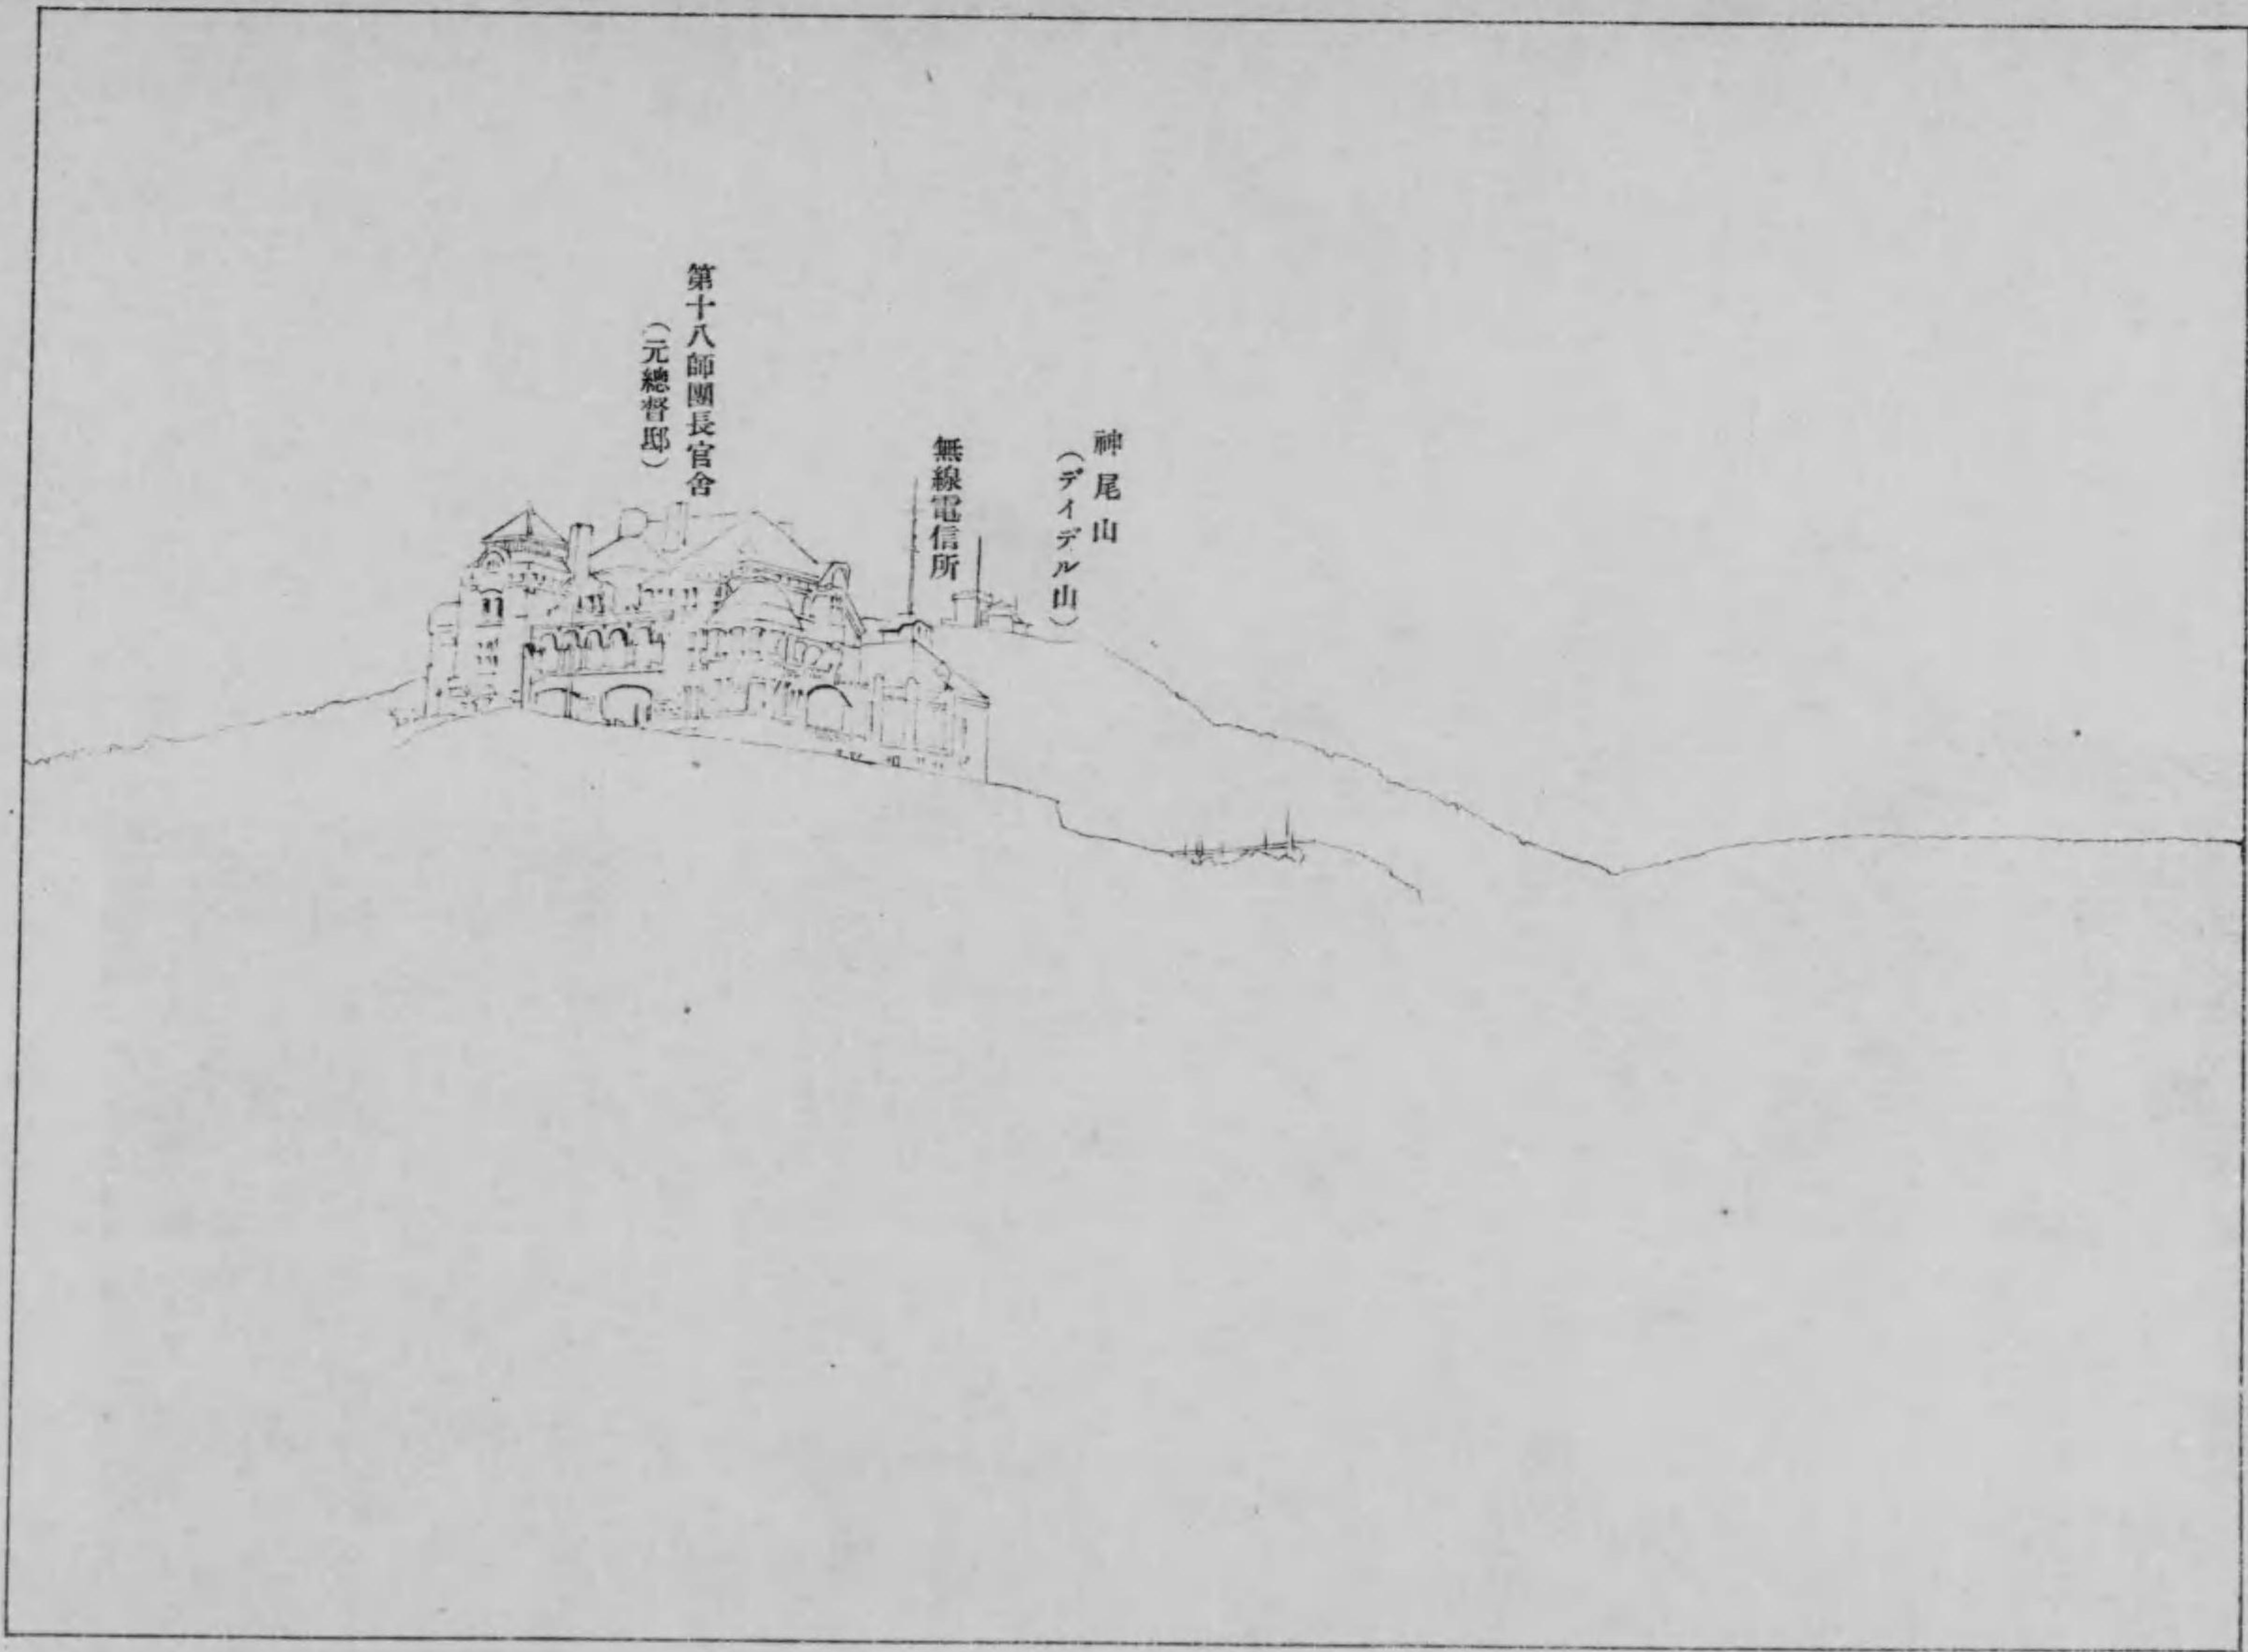 神尾山
(デイデル山)
無線電信所
第十八師團長官舍
(元總督邸)